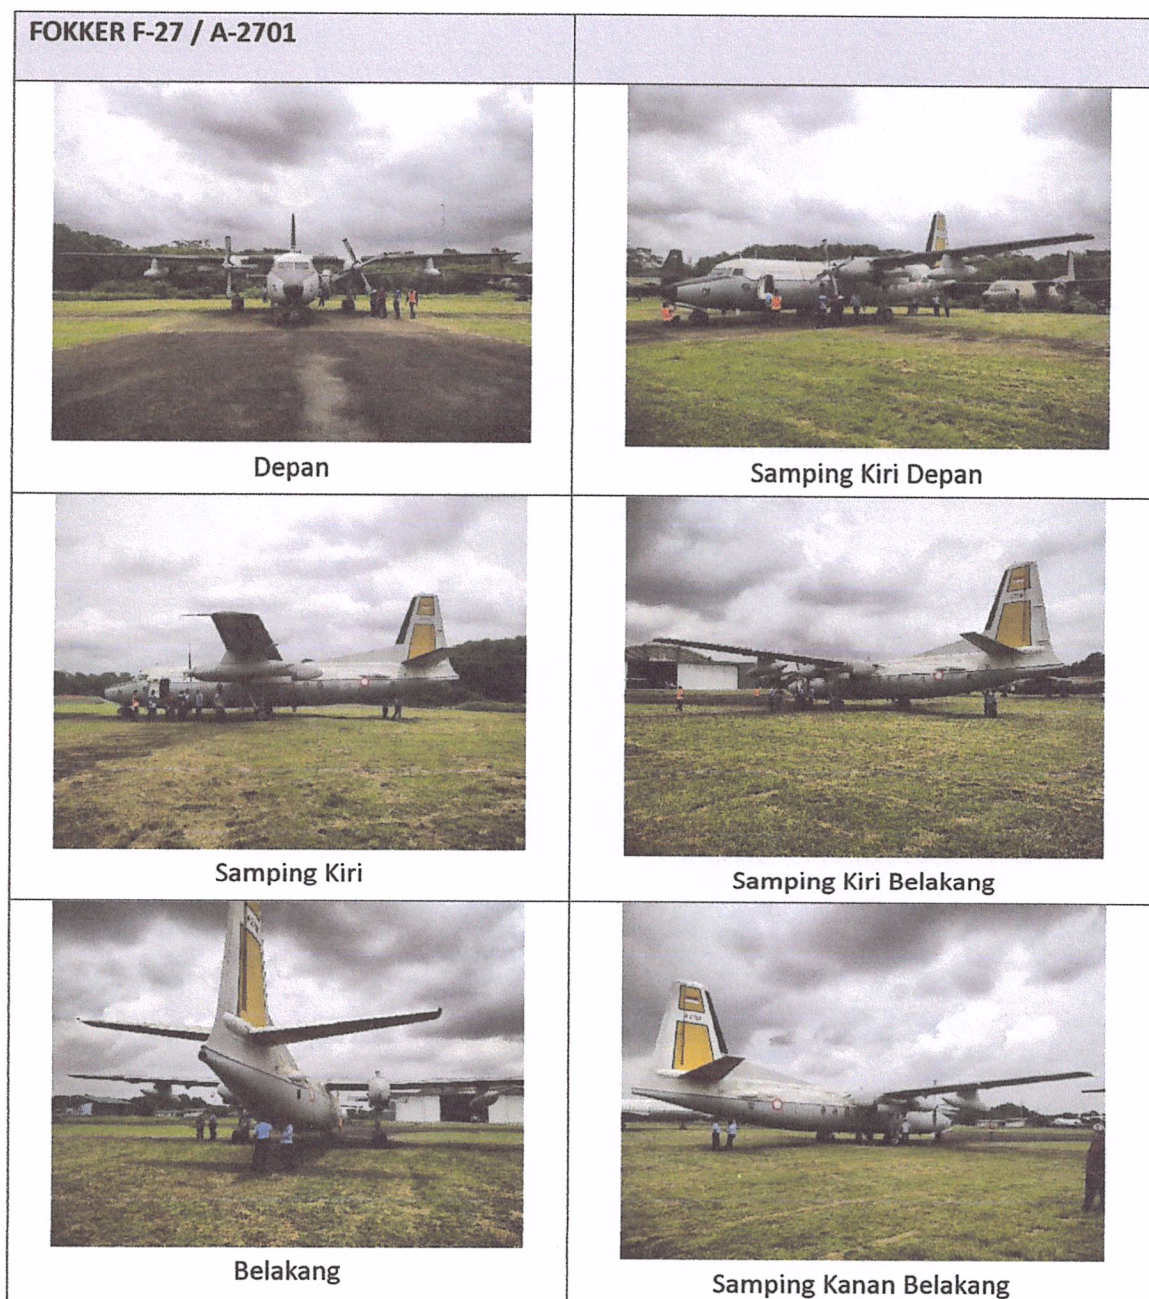 FOKKER F-27 / A-2701
Depan
Samping Kiri Depan
Samping Kiri
Samping Kiri Belakang
Belakang
Samping Kanan Belakang